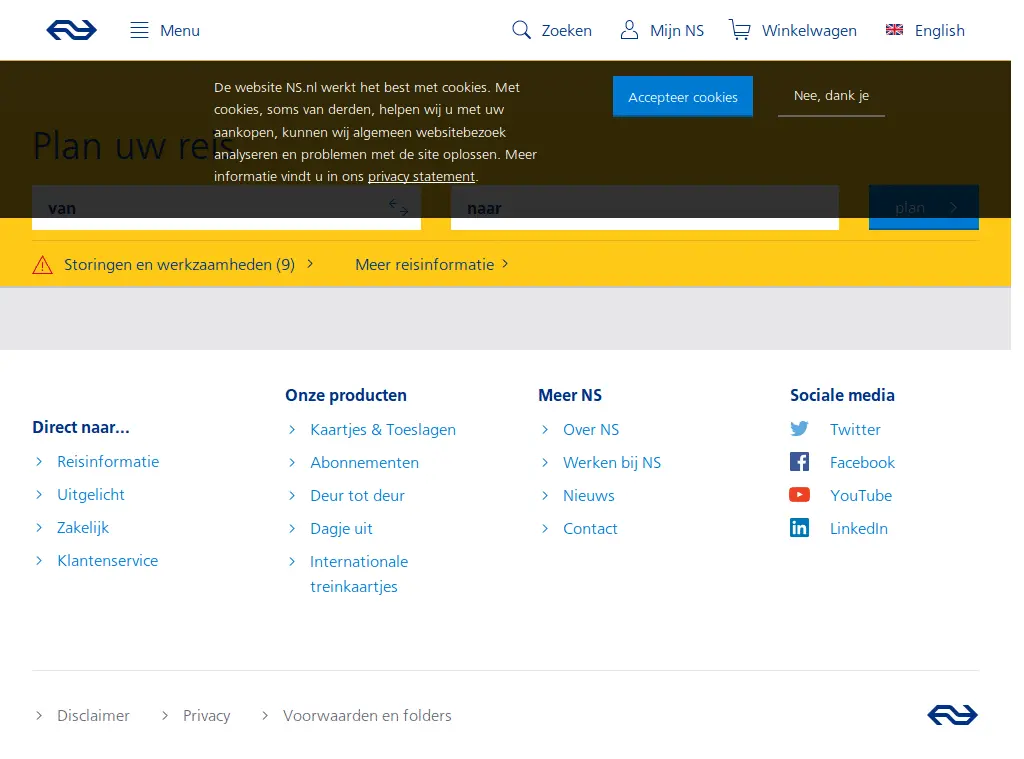 Menu
Zoeken
Mijn NS
Winkelwagen
English
De website NS.nl werkt het best met cookies. Met
cookies, soms van derden, helpen wij u met uw
aankopen, kunnen wij algemeen websitebezoek
analyseren en problemen met de site oplossen. Meer
informatie vindt u in ons privacy statement.
Accepteer cookies
Nee, dank je
Plan uw reis
van
naar
plan
Storingen en werkzaamheden (9)
Meer reisinformatie
Direct naar...
Reisinformatie
Uitgelicht
Zakelijk
Klantenservice
Onze producten
Kaartjes & Toeslagen
Abonnementen
Deur tot deur
Dagje uit
Internationale
treinkaartjes
Meer NS
Over NS
Werken bij NS
Nieuws
Contact
Sociale media
Twitter
Facebook
YouTube
LinkedIn
Disclaimer
Privacy
Voorwaarden en folders